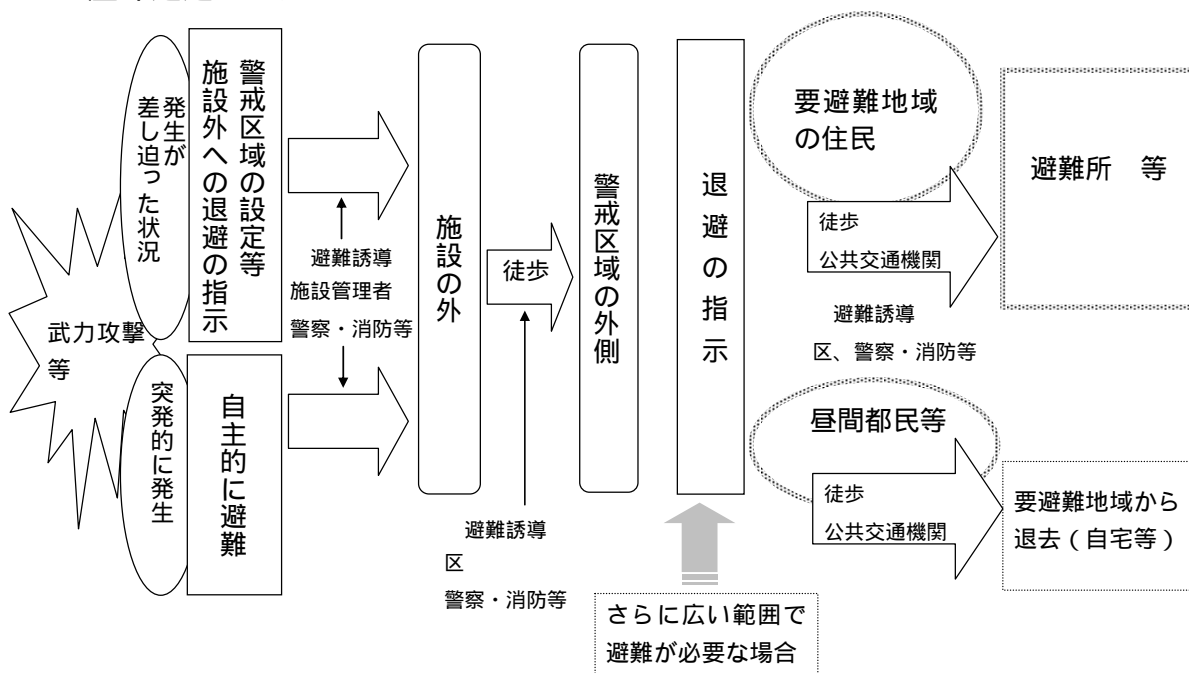 発生が
差し迫った状況
警戒区域の設定等
施設外への退避の指示
武力攻撃
等
突発的に発生
自主的に避難
避難誘導
施設管理者
警察・消防等
施設の外
徒歩
避難誘導
区
警察・消防等
警戒区域の外側
退避の指示
さらに広い範囲で
避難が必要な場合
要避難地域
の住民
徒歩
公共交通機関
避難誘導
区、警察・消防等
避難所　等
昼間都民等
徒歩
公共交通機関
要避難地域から
退去（自宅等）